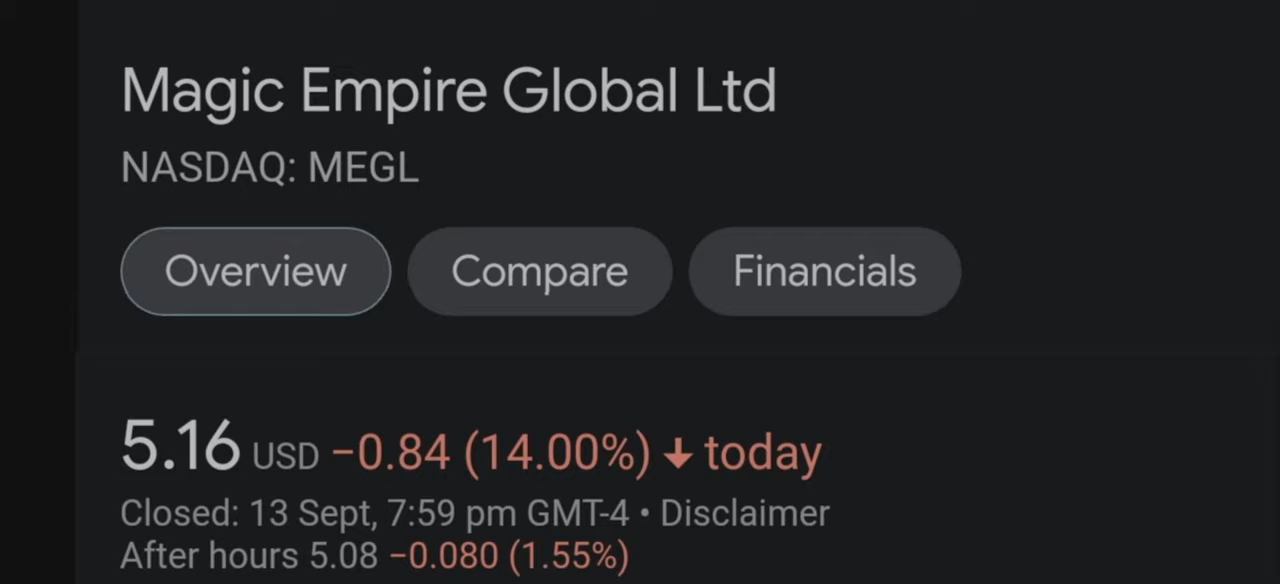 Magic Empire Global Ltd
NASDAQ: MEGL
Overview Compare Financials
5.16 USD −0.84 (14.00%) ↓ today
Closed: 13 Sept, 7:59 pm GMT-4 • Disclaimer
After hours 5.08 −0.080 (1.55%)